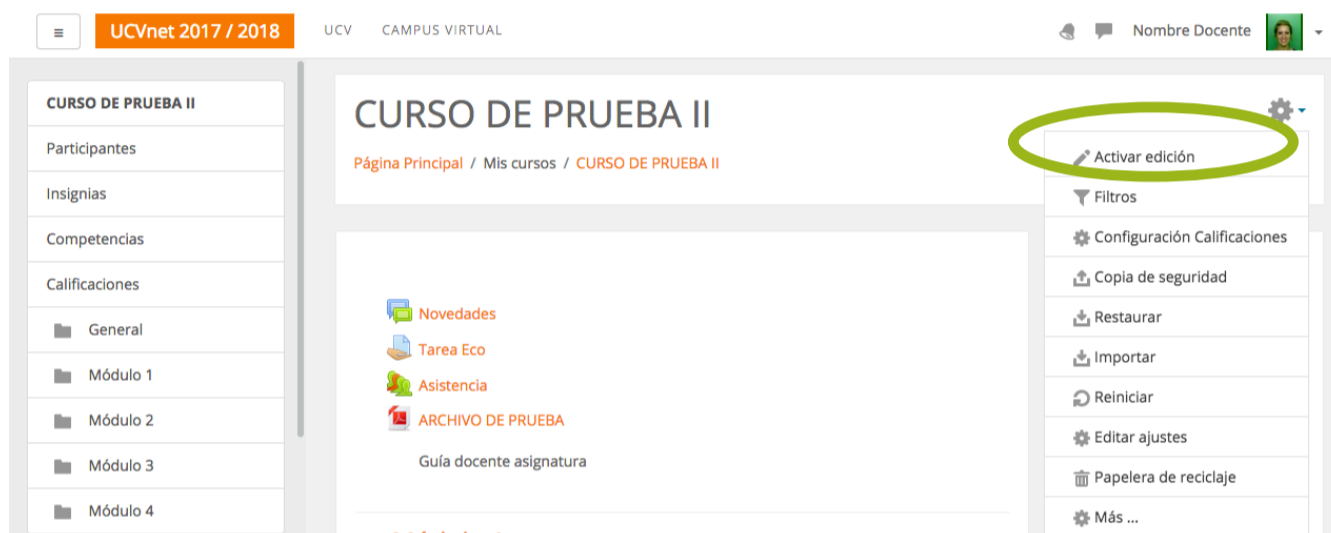 UCVnet 2017 / 2018
UCV
CAMPUS VIRTUAL
Nombre Docente
CURSO DE PRUEBA II
Participantes
Insignias
Competencias
Calificaciones
General
Módulo 1
Módulo 2
Módulo 3
Módulo 4
CURSO DE PRUEBA II
Página Principal / Mis cursos / CURSO DE PRUEBA II
Novedades
Tarea Eco
Asistencia
ARCHIVO DE PRUEBA
Guía docente asignatura
Activar edición
Filtros
Configuración Calificaciones
Copia de seguridad
Restaurar
Importar
Reiniciar
Editar ajustes
Papelera de reciclaje
Más ...